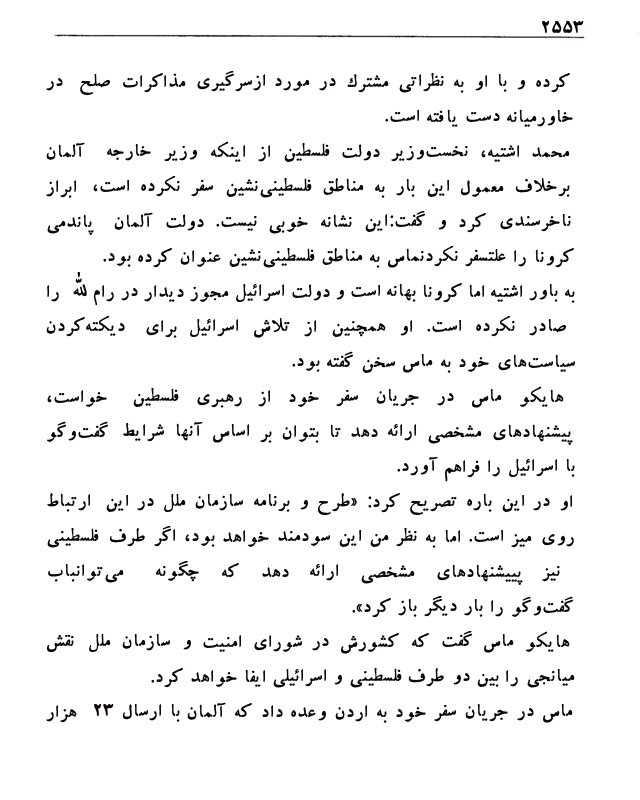 ۲۵۵۳
کرده و با او به نظراتی مشترك در مورد ازسرگیری مذاکرات صلح در
خاورمیانه دست یافته است.
محمد اشتیه، نخست‌وزیر دولت فلسطین از اینکه وزیر خارجه آلمان
برخلاف معمول این بار به مناطق فلسطینی‌نشین سفر نکرده است، ابراز
ناخرسندی کرد و گفت:این نشانه خوبی نیست. دولت آلمان پاندمی
کرونا را علتسفر نکردنماس به مناطق فلسطینی‌نشین عنوان کرده بود.
به باور اشتیه اما کرونا بهانه است و دولت اسرائیل مجوز دیدار در رام لله را
صادر نکرده است. او همچنین از تلاش اسرائیل برای دیکته‌کردن
سیاست‌های خود به ماس سخن گفته بود.
هایکو ماس در جریان سفر خود از رهبری فلسطین خواست،
پیشنهادهای مشخصی ارائه دهد تا بتوان بر اساس آنها شرایط گفت‌وگو
با اسرائیل را فراهم آورد.
او در این باره تصریح کرد: «طرح و برنامه سازمان ملل در این ارتباط
روی میز است. اما به نظر من این سودمند خواهد بود، اگر طرف فلسطینی
نیز پییشنهادهای مشخصی ارائه دهد که چگونه می‌توانباب
گفت‌وگو را بار دیگر باز کرد».
هایکو ماس گفت که کشورش در شورای امنیت و سازمان ملل نقش
میانجی را بین دو طرف فلسطینی و اسرائیلی ایفا خواهد کرد.
ماس در جریان سفر خود به اردن وعده داد که آلمان با ارسال ۲۳ هزار